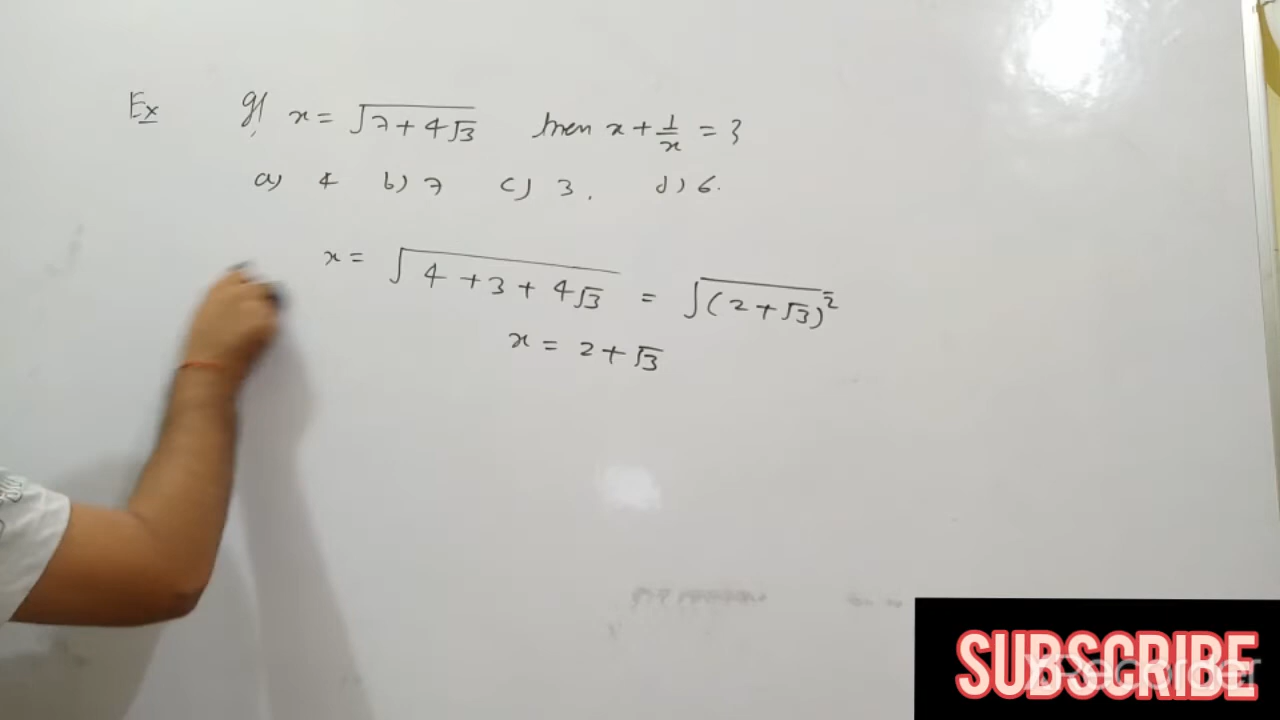 Ex If x = √7+4√3 then x + 1/x = ?
a) 4 b) 7 c) 3. d) 6.
x = √4+3+4√3 = √(2+√3)²
x = 2+√3
SUBSCRIBE
XRecorder